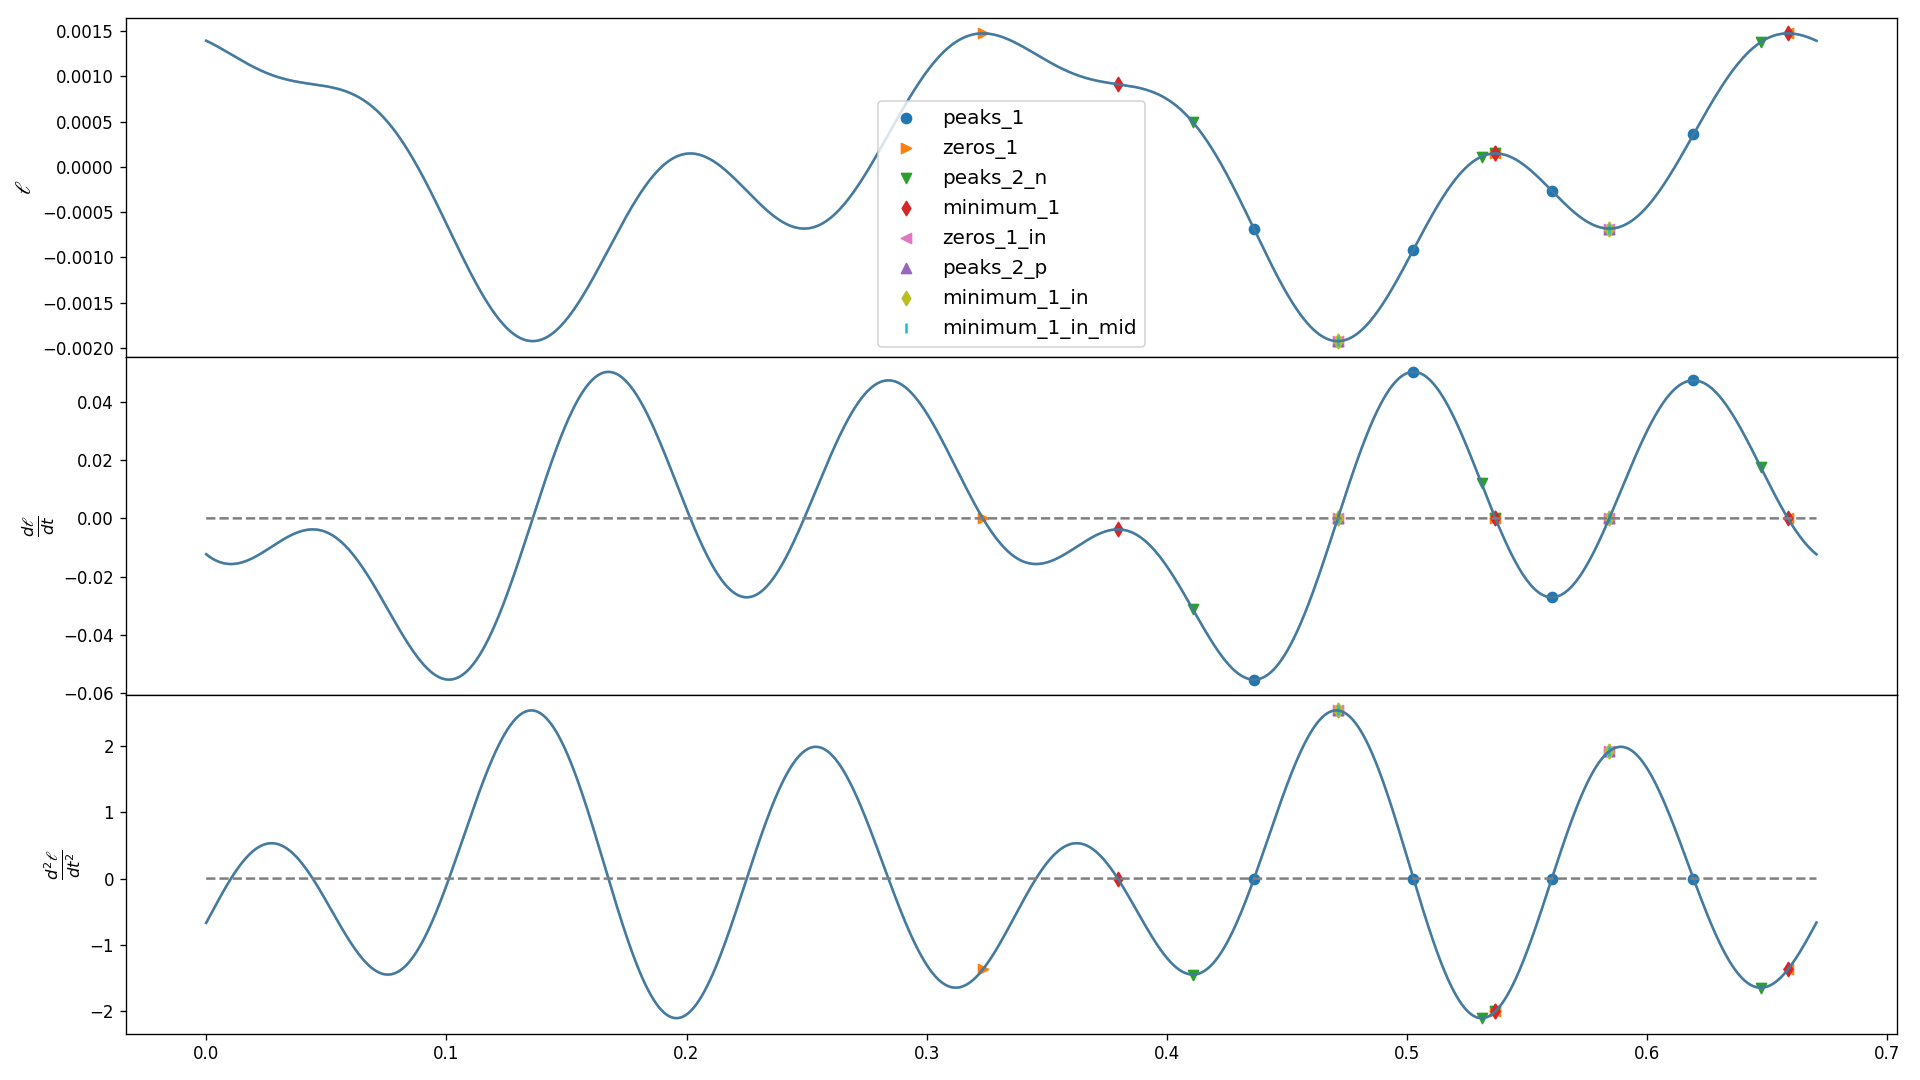 0.0015
0.0010
0.0005
0.0000
−0.0005
−0.0010
−0.0015
−0.0020
ℓ
peaks_1
zeros_1
peaks_2_n
minimum_1
zeros_1_in
peaks_2_p
minimum_1_in
minimum_1_in_mid
0.04
0.02
0.00
−0.02
−0.04
−0.06
dℓ
dt
2
1
0
−1
−2
d²ℓ
dt²
0.0 0.1 0.2 0.3 0.4 0.5 0.6 0.7